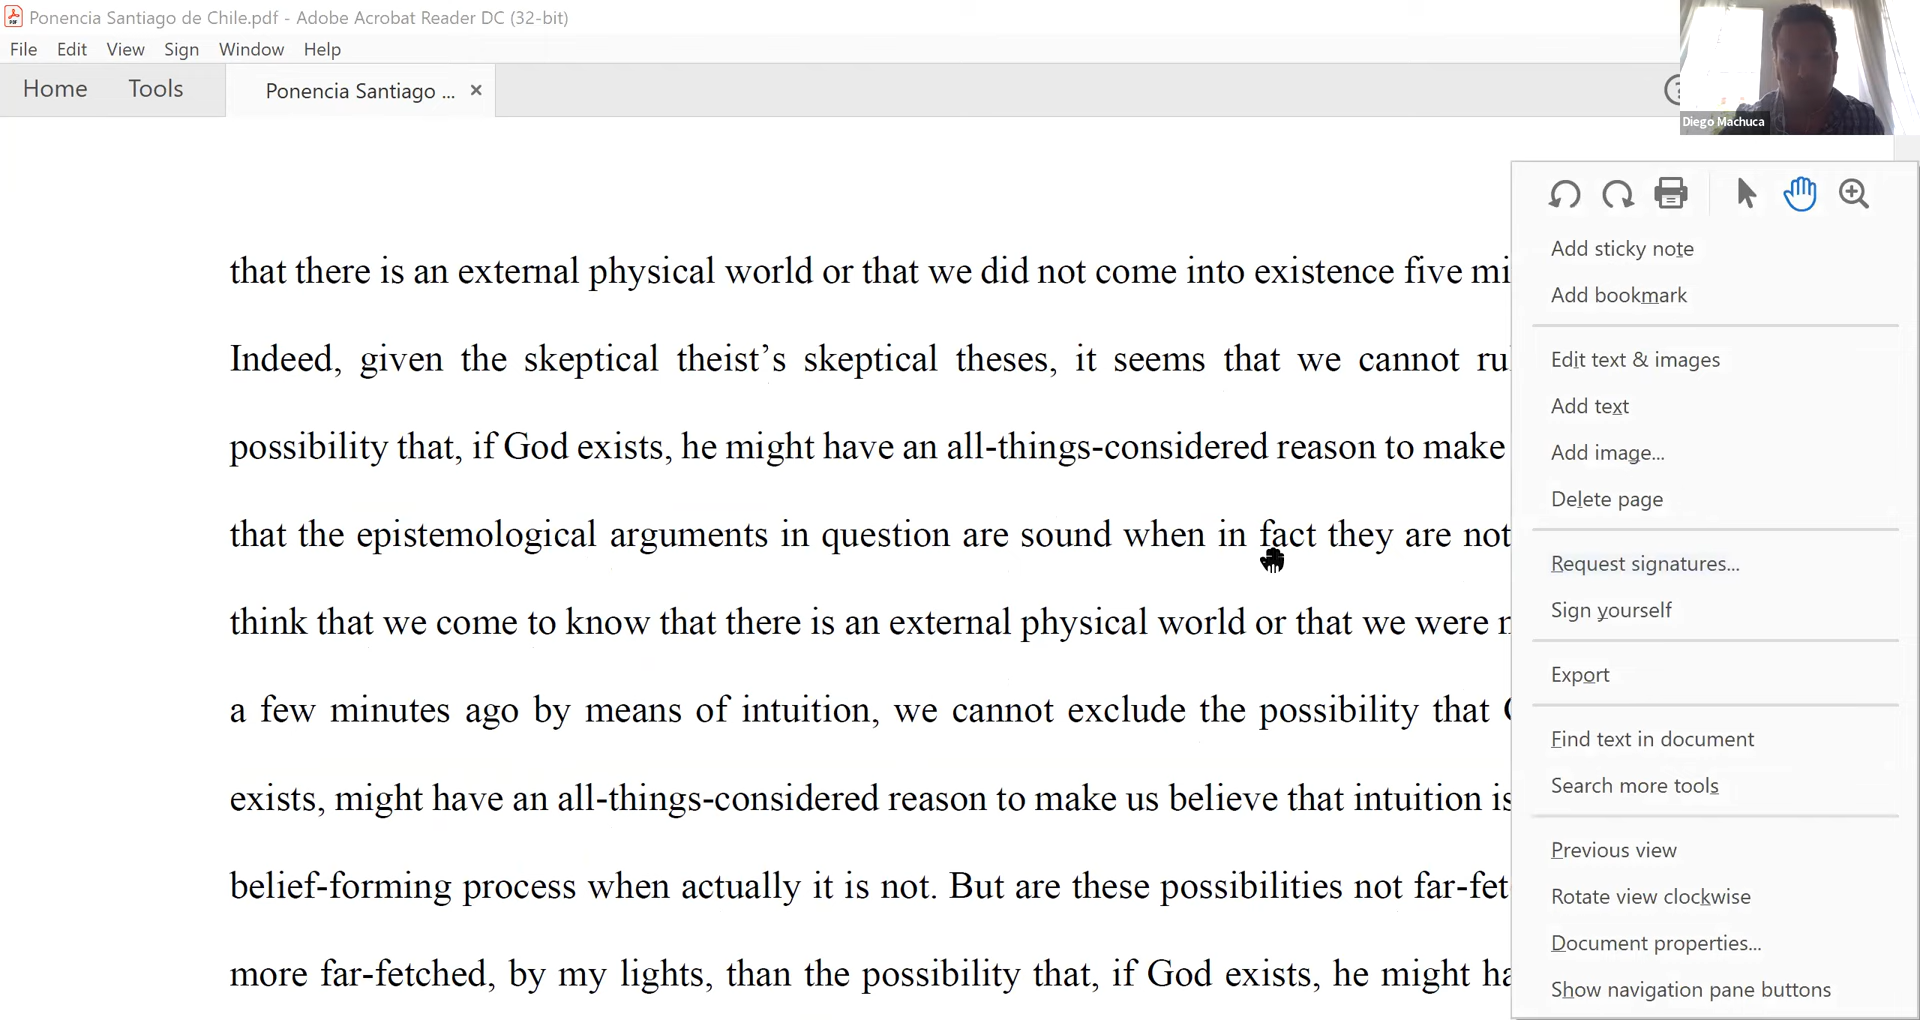 Ponencia Santiago de Chile.pdf - Adobe Acrobat Reader DC (32-bit)
File Edit View Sign Window Help
Home Tools Ponencia Santiago ... ×
Diego Machuca
that there is an external physical world or that we did not come into existence five mi
Indeed, given the skeptical theist’s skeptical theses, it seems that we cannot ru
possibility that, if God exists, he might have an all-things-considered reason to make
that the epistemological arguments in question are sound when in fact they are not
think that we come to know that there is an external physical world or that we were
a few minutes ago by means of intuition, we cannot exclude the possibility that
exists, might have an all-things-considered reason to make us believe that intuition is
belief-forming process when actually it is not. But are these possibilities not far-fet
more far-fetched, by my lights, than the possibility that, if God exists, he might ha
Add sticky note
Add bookmark
Edit text & images
Add text
Add image...
Delete page
Request signatures...
Sign yourself
Export
Find text in document
Search more tools
Previous view
Rotate view clockwise
Document properties...
Show navigation pane buttons